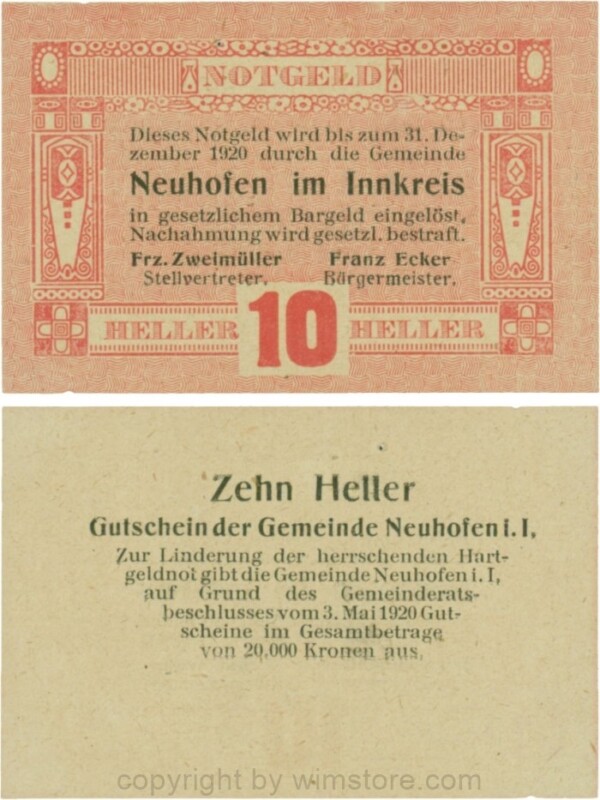 NOTGELD
Dieses Notgeld wird bis zum 31. De-
zember 1920 durch die Gemeinde
Neuhofen im Innkreis
in gesetzlichem Bargeld eingelöst.
Nachahmung wird gesetzl. bestraft.
Frz. Zweimüller Franz Ecker
Stellvertreter. Bürgermeister.
HELLER 10 HELLER
Zehn Heller
Gutschein der Gemeinde Neuhofen i. I.
Zur Linderung der herrschenden Hart-
geldnot gibt die Gemeinde Neuhofen i. I.
auf Grund des Gemeinderats-
beschlusses vom 3. Mai 1920 Gut-
scheine im Gesamtbetrage
von 20.000 Kronen aus.
copyright by wimstore.com